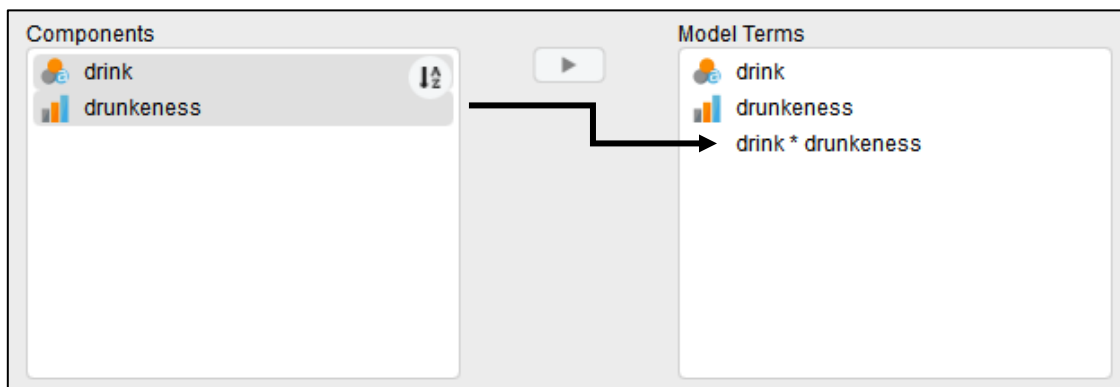 Components
drink
drunkeness
Model Terms
drink
drunkeness
drink * drunkeness